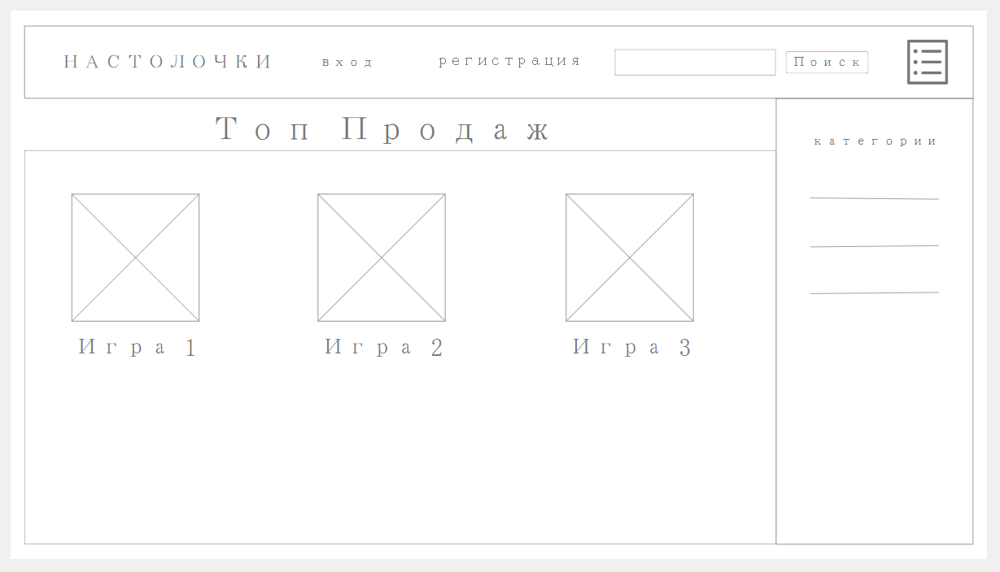 НАСТОЛОЧКИ вход регистрация Поиск
Топ Продаж
категории
Игра 1 Игра 2 Игра 3